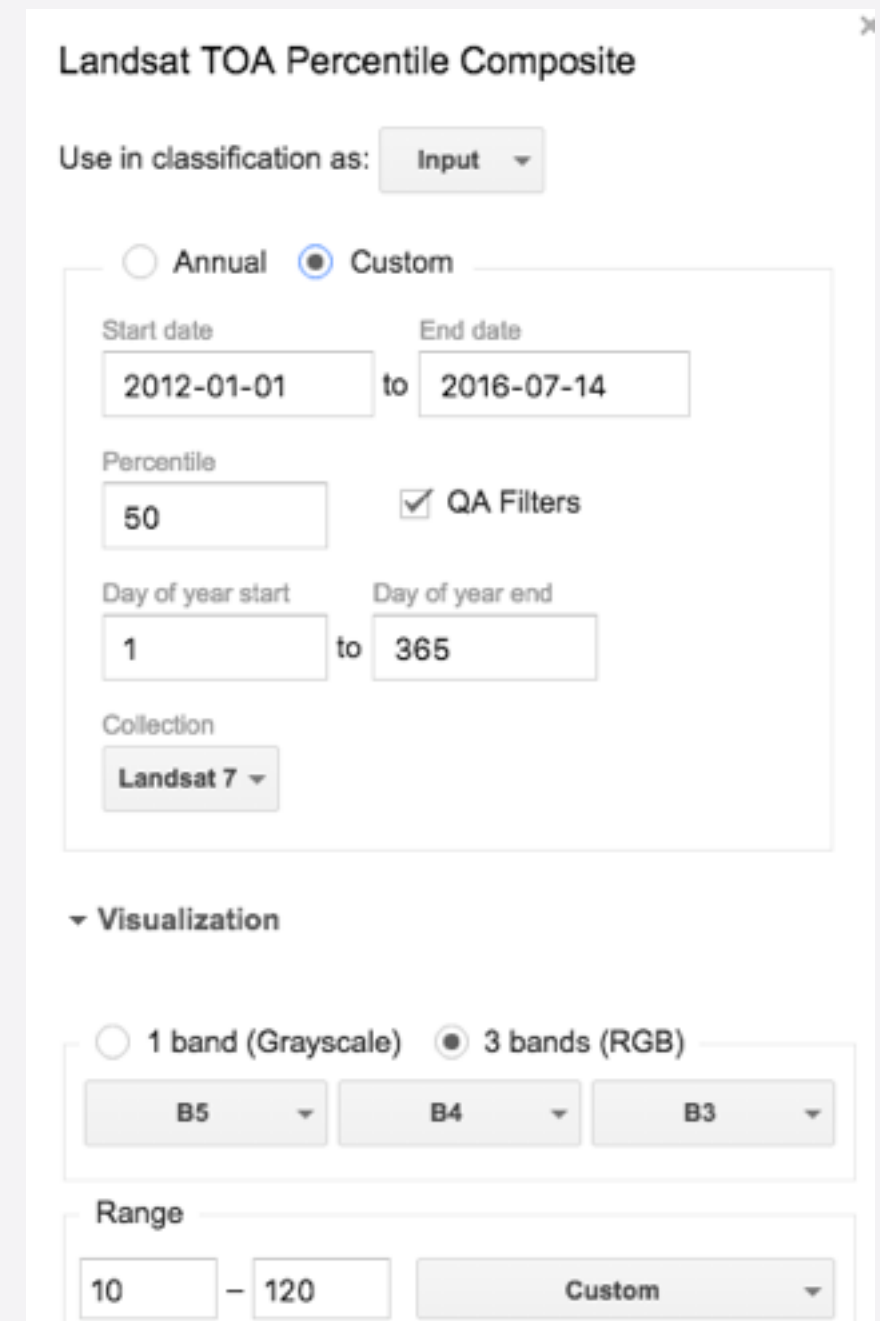 Landsat TOA Percentile Composite
Use in classification as: Input
Annual Custom
Start date End date
2012-01-01 to 2016-07-14
Percentile
50 QA Filters
Day of year start Day of year end
1 to 365
Collection
Landsat 7
Visualization
1 band (Grayscale) 3 bands (RGB)
B5 B4 B3
Range
10 – 120 Custom